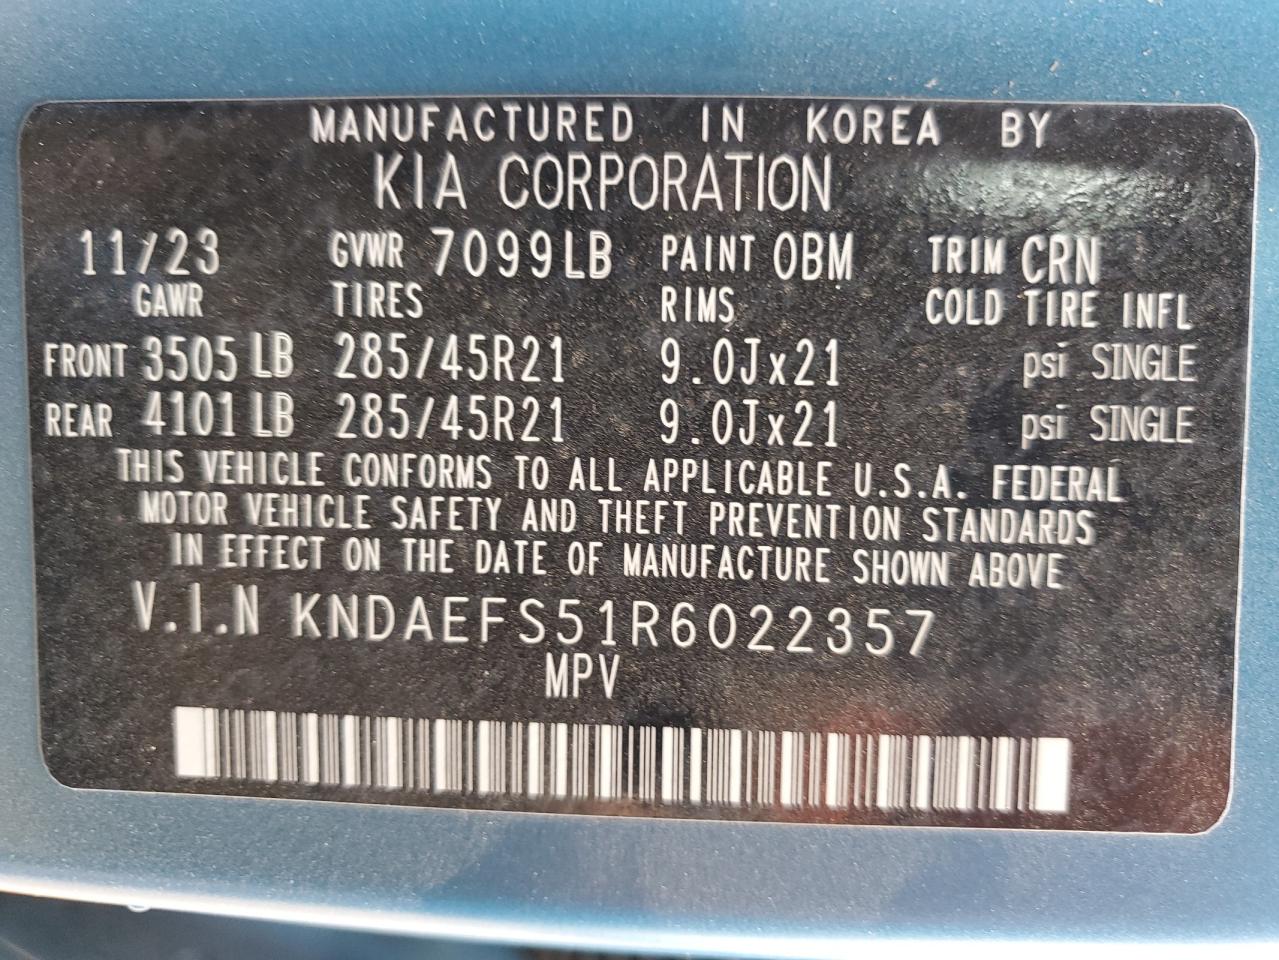 MANUFACTURED IN KOREA BY
KIA CORPORATION
11/23 GVWR 7099LB PAINT OBM TRIM CRN
GAWR TIRES RIMS COLD TIRE INFL
FRONT 3505 LB 285/45R21 9.0Jx21 psi SINGLE
REAR 4101 LB 285/45R21 9.0Jx21 psi SINGLE
THIS VEHICLE CONFORMS TO ALL APPLICABLE U.S.A. FEDERAL
MOTOR VEHICLE SAFETY AND THEFT PREVENTION STANDARDS
IN EFFECT ON THE DATE OF MANUFACTURE SHOWN ABOVE
V.I.N KNDAEFS51R6022357
MPV